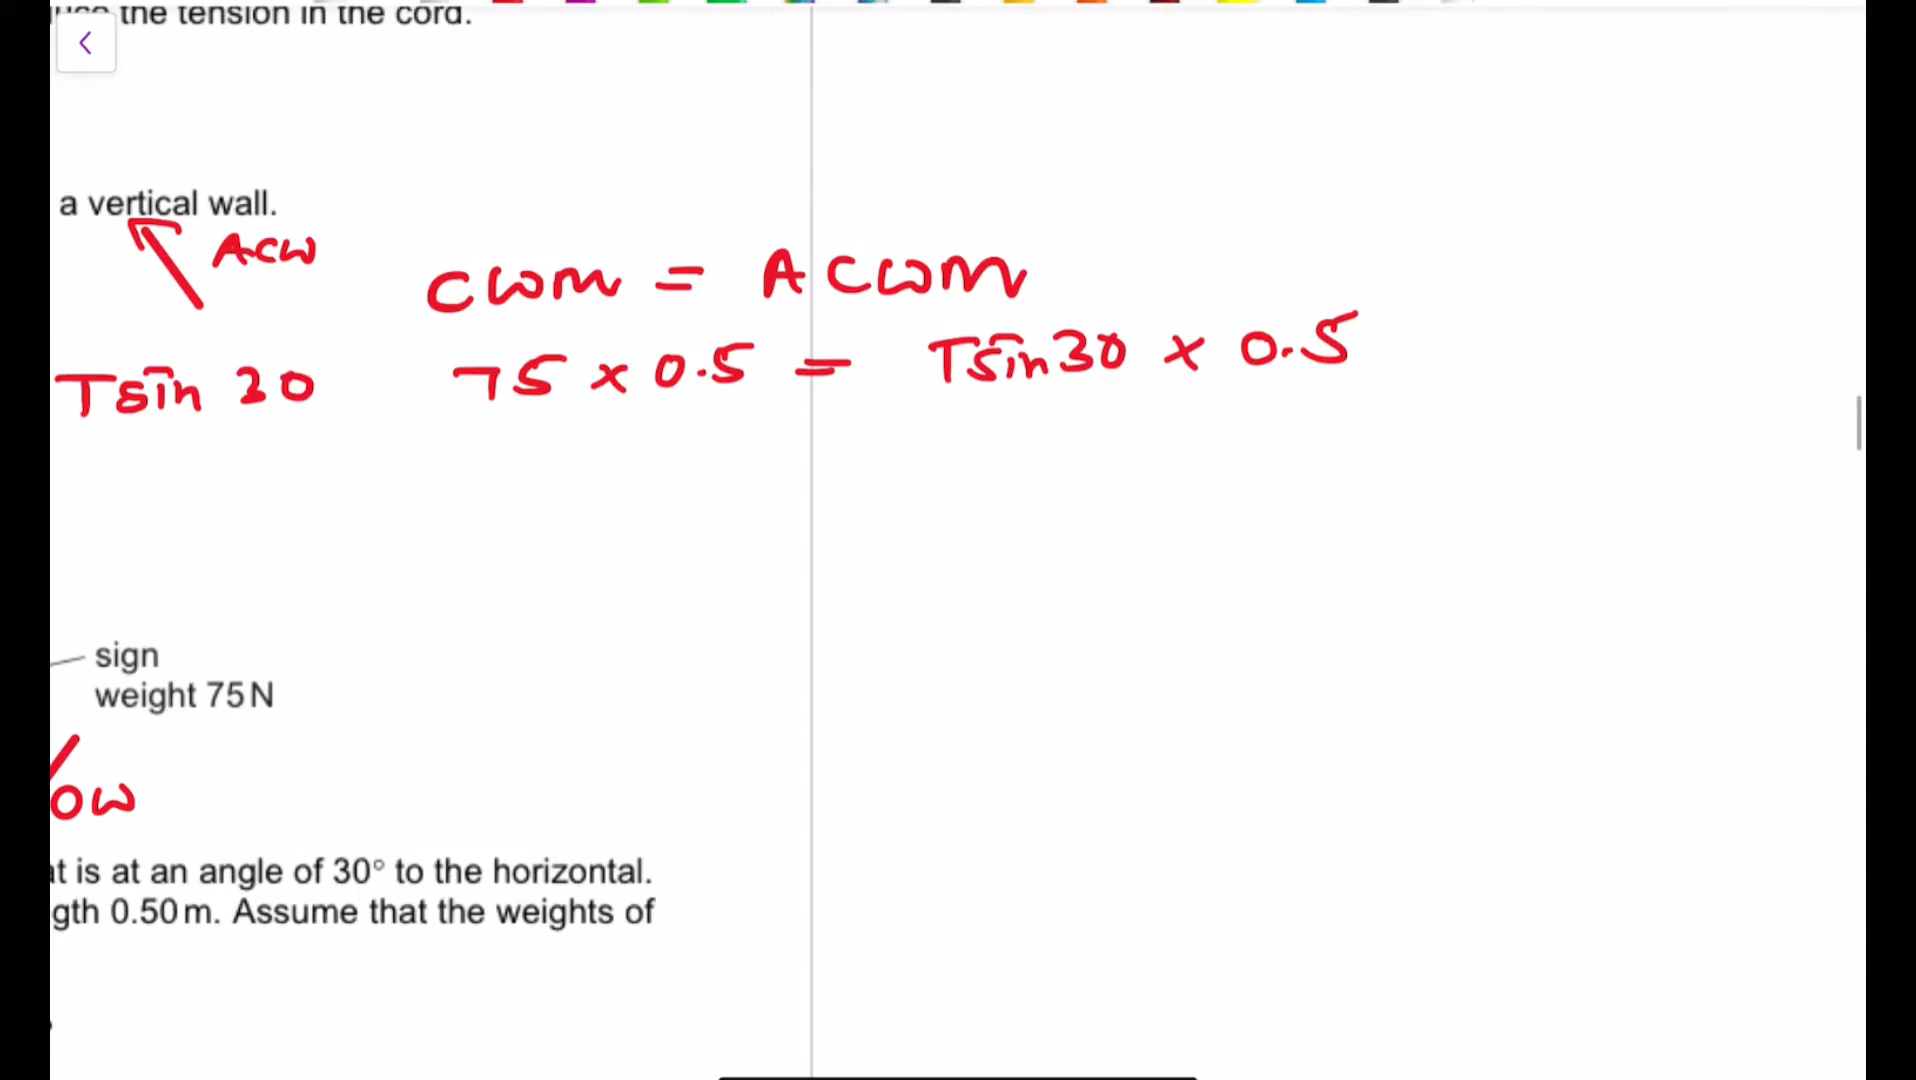 the tension in the cord.
a vertical wall.
ACW
CWM = ACWM
Tsin 30
75 × 0.5 = Tsin30 × 0.5
sign
weight 75 N
at is at an angle of 30° to the horizontal.
gth 0.50 m. Assume that the weights of